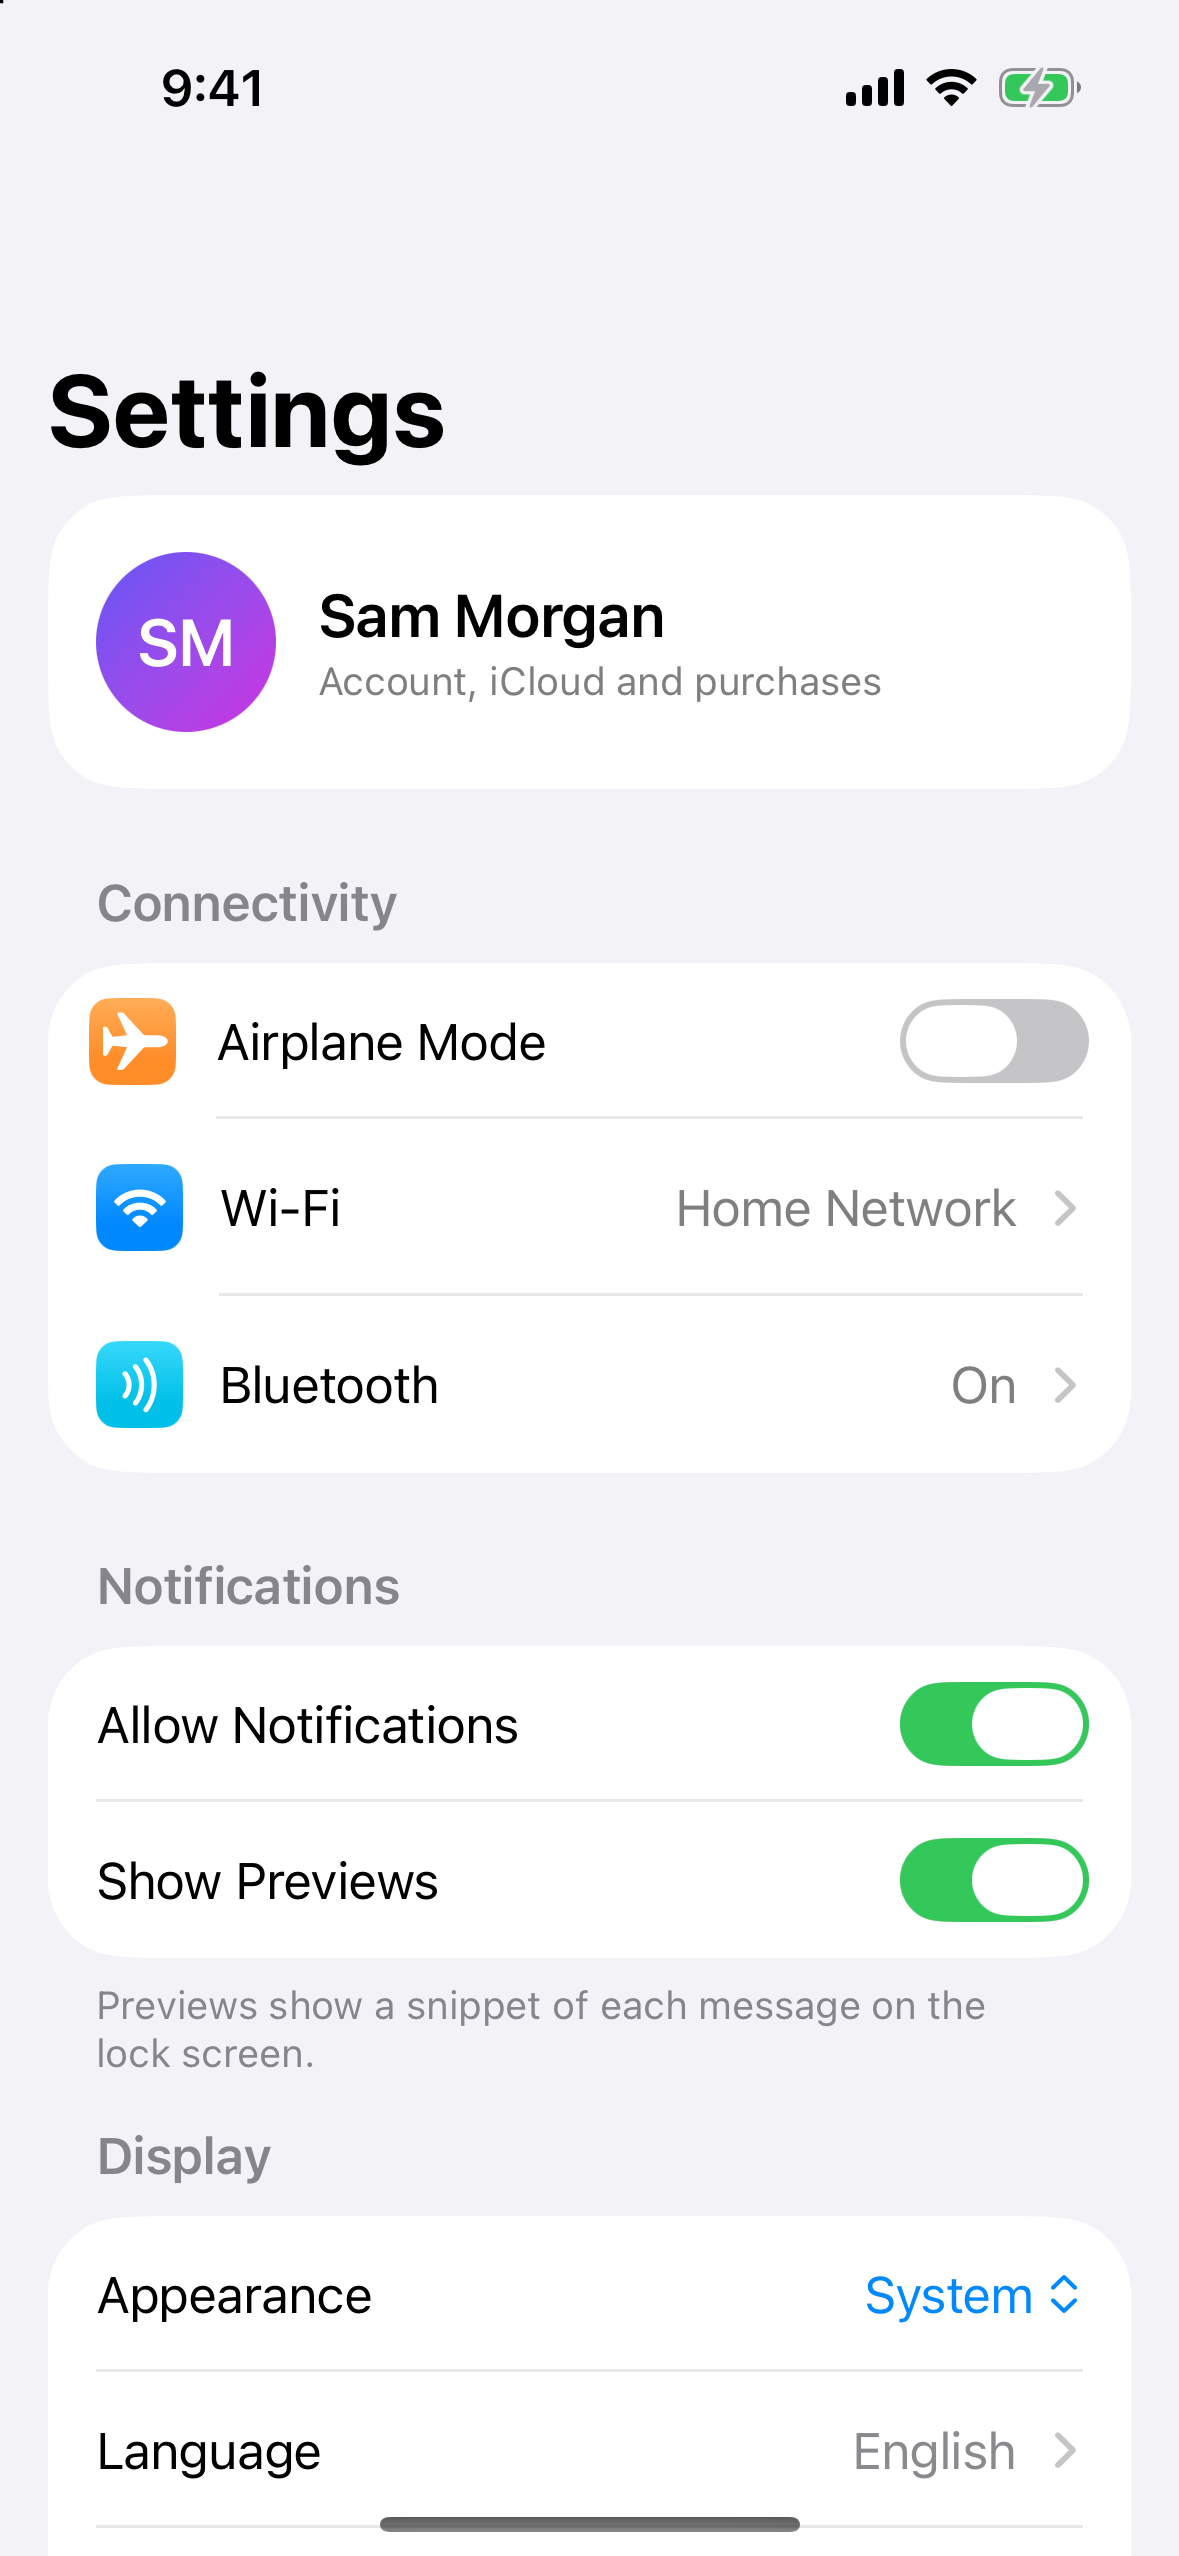 9:41
Settings
SM
Sam Morgan
Account, iCloud and purchases
Connectivity
Airplane Mode
Wi-Fi Home Network
Bluetooth On
Notifications
Allow Notifications
Show Previews
Previews show a snippet of each message on the
lock screen.
Display
Appearance System
Language English